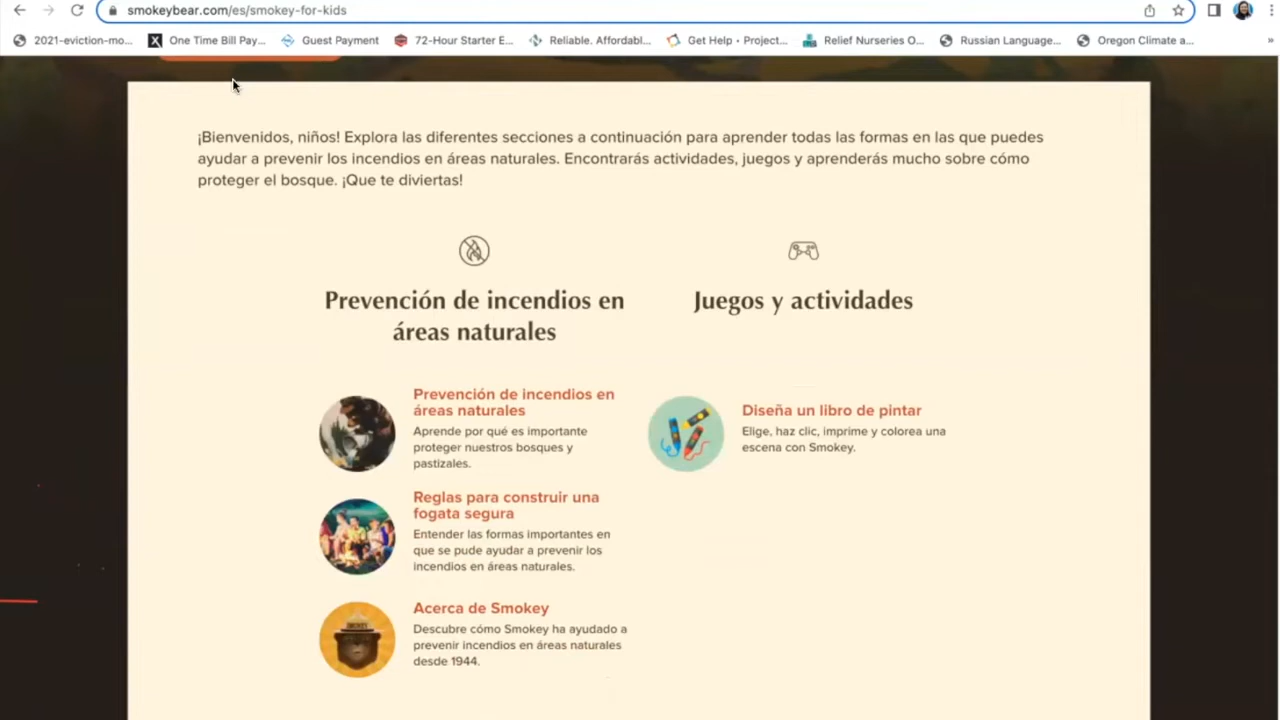 smokeybear.com/es/smokey-for-kids
2021-eviction-mo... One Time Bill Pay... Guest Payment 72-Hour Starter E... Reliable. Affordabl... Get Help • Project... Relief Nurseries O... Russian Language... Oregon Climate a... »
¡Bienvenidos, niños! Explora las diferentes secciones a continuación para aprender todas las formas en las que puedes
ayudar a prevenir los incendios en áreas naturales. Encontrarás actividades, juegos y aprenderás mucho sobre cómo
proteger el bosque. ¡Que te diviertas!
Prevención de incendios en
áreas naturales
Prevención de incendios en
áreas naturales
Aprende por qué es importante
proteger nuestros bosques y
pastizales.
Reglas para construir una
fogata segura
Entender las formas importantes en
que se pude ayudar a prevenir los
incendios en áreas naturales.
SMOKEY
Acerca de Smokey
Descubre cómo Smokey ha ayudado a
prevenir incendios en áreas naturales
desde 1944.
Juegos y actividades
Diseña un libro de pintar
Elige, haz clic, imprime y colorea una
escena con Smokey.